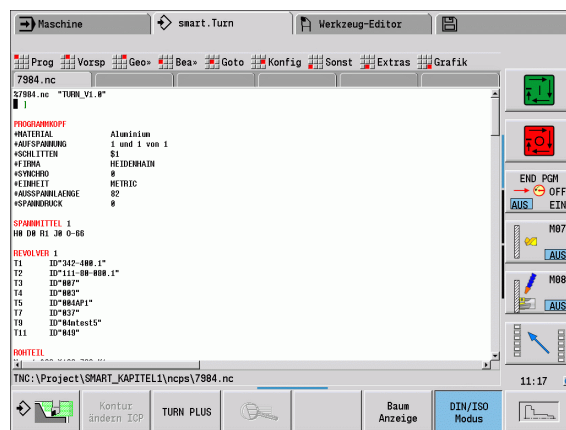 Maschine smart.Turn Werkzeug-Editor
Prog Vorsp Geo» Bea» Goto Konfig Sonst Extras Grafik
7984.nc
%7984.nc "TURN_V1.0"
]
PROGRAMMKOPF
#MATERIAL Aluminium
#AUFSPANNUNG 1 und 1 von 1
#SCHLITTEN $1
#FIRMA HEIDENHAIN
#SYNCHRO 0
#EINHEIT METRIC
#AUSSPANNLAENGE 82
#SPANNDRUCK 0
SPANNMITTEL 1
H0 D0 R1 J0 O-66
REVOLVER 1
T1 ID"342-400.1"
T2 ID"111-80-080.1"
T3 ID"007"
T4 ID"003"
T5 ID"004AP1"
T7 ID"037"
T9 ID"04mtest5"
T11 ID"049"
ROHTEIL
TNC:\Project\SMART_KAPITEL1\ncps\7984.nc
END PGM
OFF
AUS EIN
M07
AUS
M08
AUS
11:17
Kontur ändern ICP
TURN PLUS
Baum Anzeige
DIN/ISO Modus